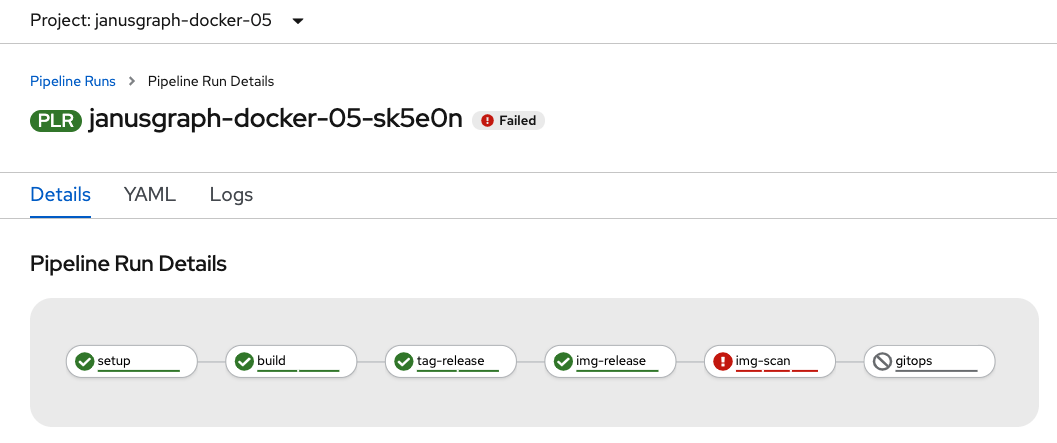 Project: janusgraph-docker-05
Pipeline Runs > Pipeline Run Details
PLR janusgraph-docker-05-sk5e0n Failed
Details YAML Logs
Pipeline Run Details
setup build tag-release img-release img-scan gitops